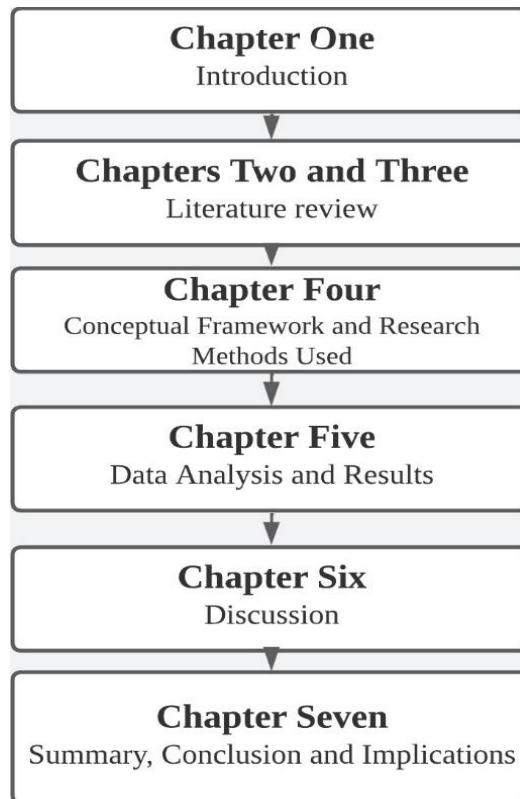 Chapter One
Introduction
Chapters Two and Three
Literature review
Chapter Four
Conceptual Framework and Research
Methods Used
Chapter Five
Data Analysis and Results
Chapter Six
Discussion
Chapter Seven
Summary, Conclusion and Implications